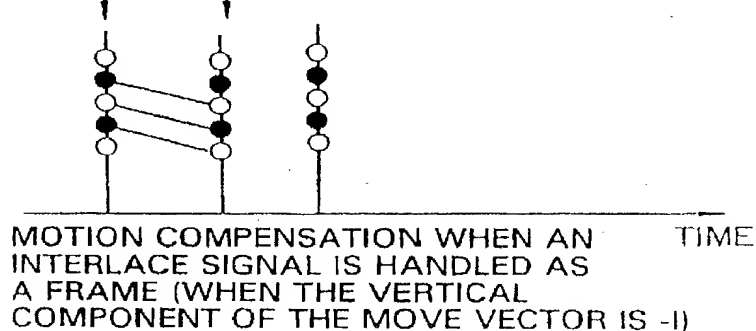 MOTION COMPENSATION WHEN AN
TIME
INTERLACE SIGNAL IS HANDLED AS
A FRAME (WHEN THE VERTICAL
COMPONENT OF THE MOVE VECTOR IS -I)